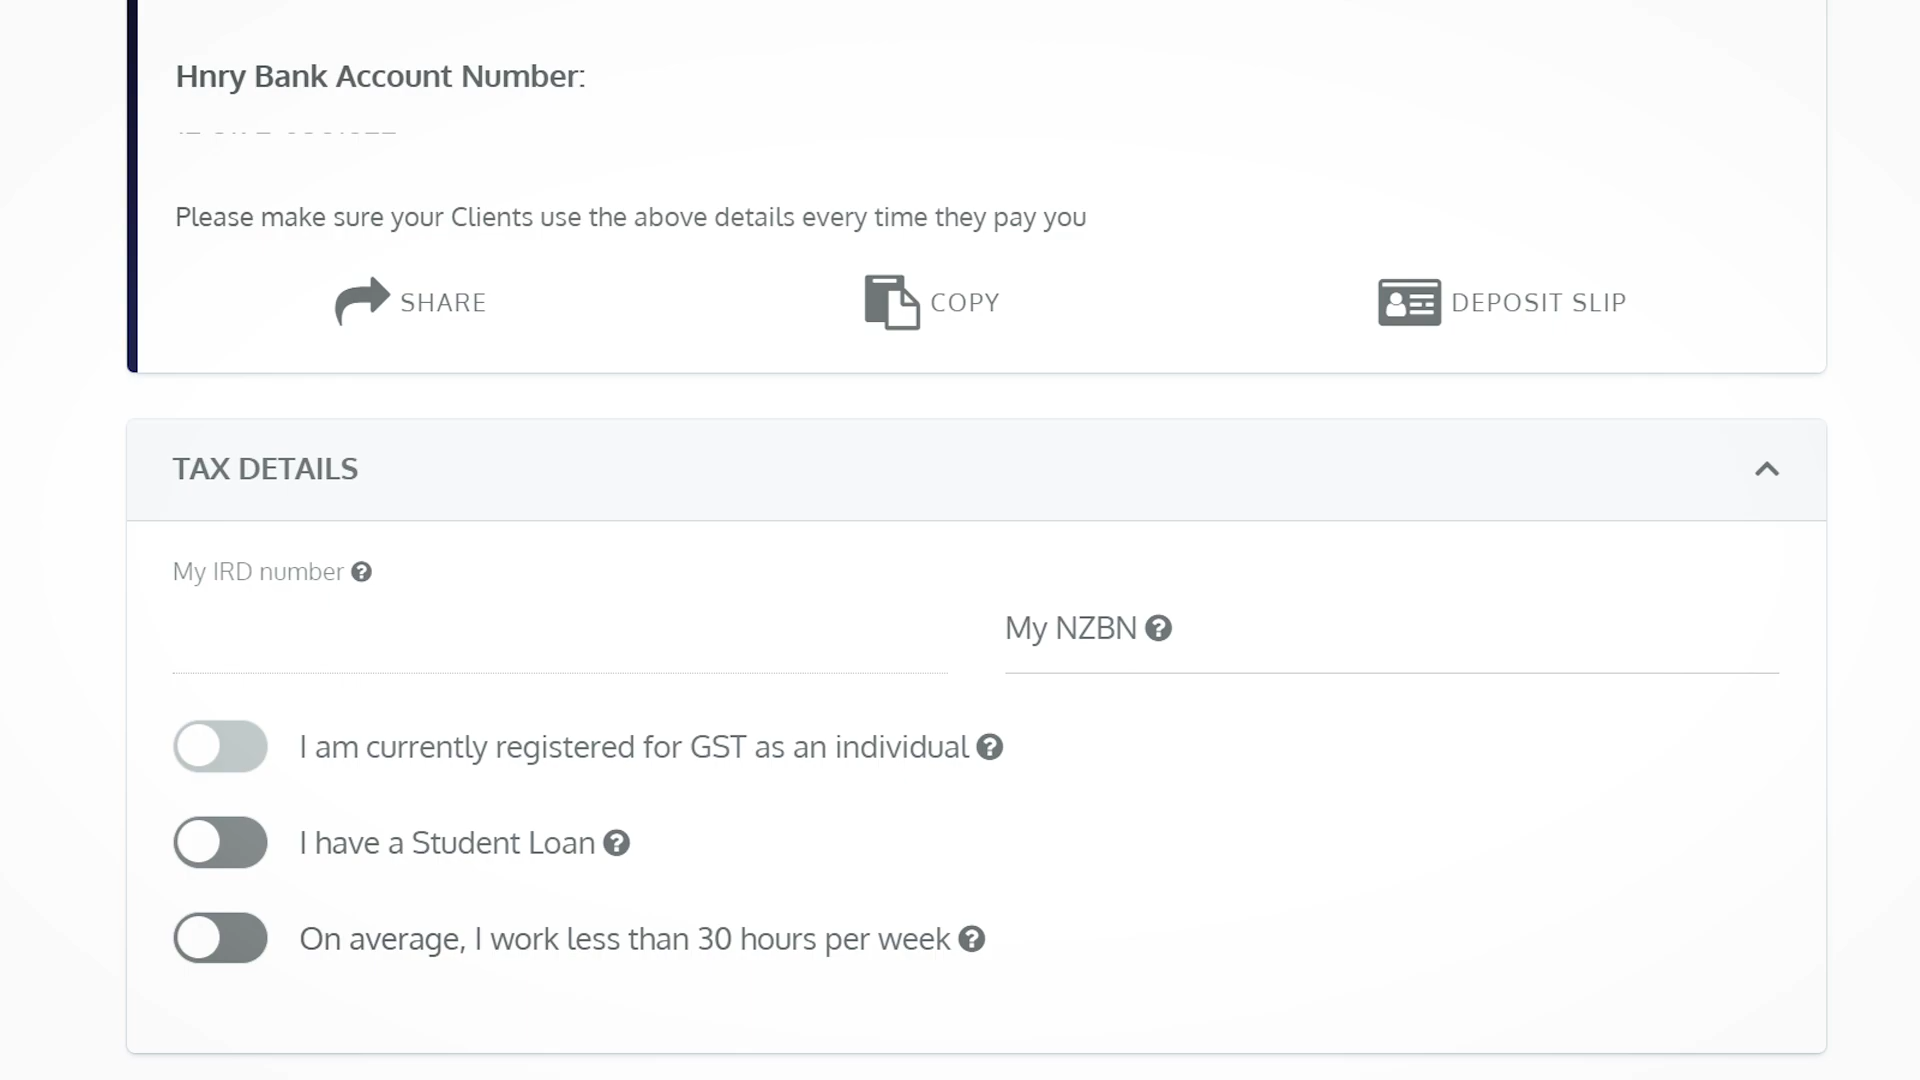 Hnry Bank Account Number:
Please make sure your Clients use the above details every time they pay you
SHARE
COPY
DEPOSIT SLIP
TAX DETAILS
My IRD number
My NZBN
I am currently registered for GST as an individual
I have a Student Loan
On average, I work less than 30 hours per week